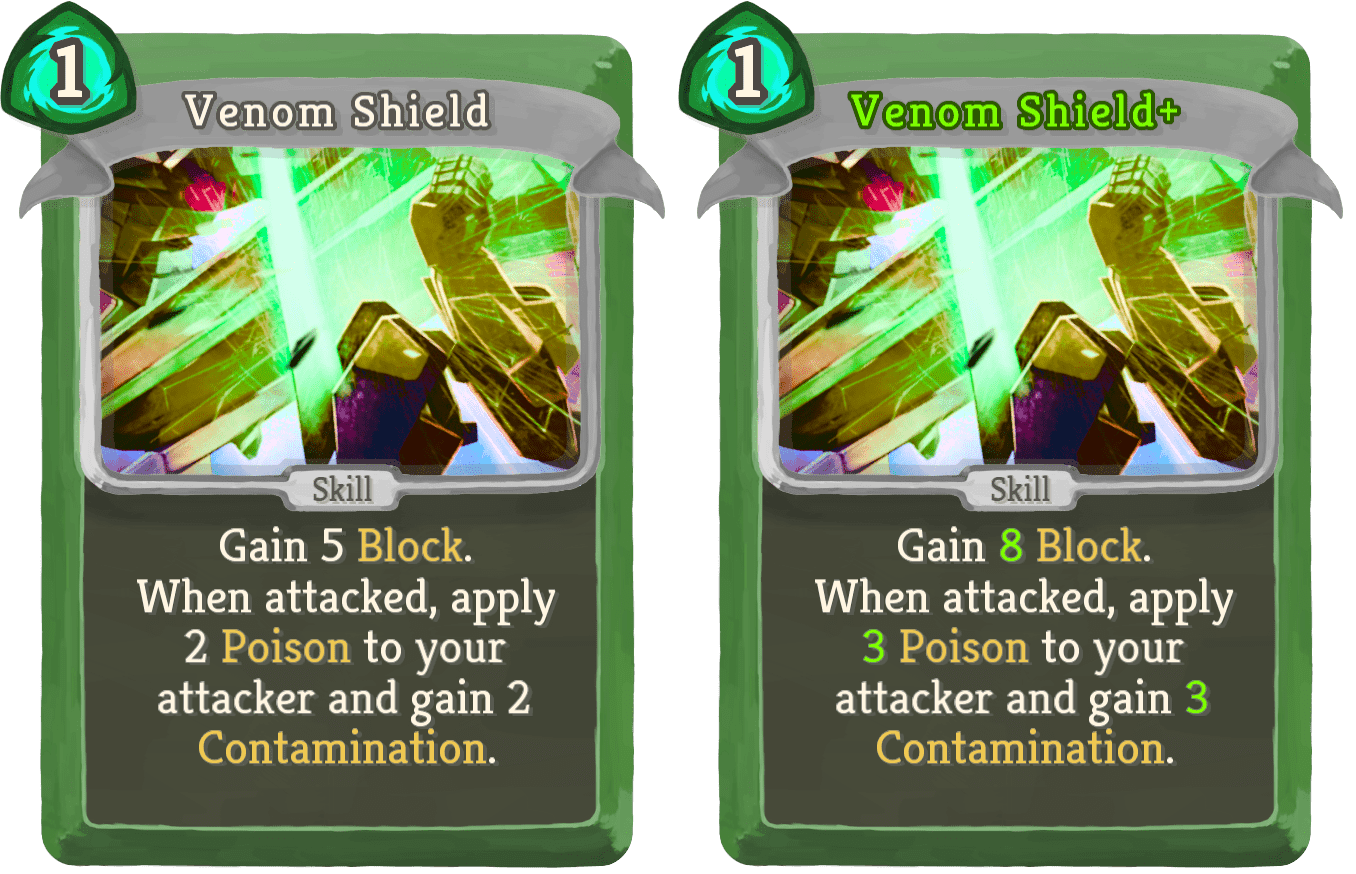 1
Venom Shield
Skill
Gain 5 Block.
When attacked, apply
2 Poison to your
attacker and gain 2
Contamination.
1
Venom Shield+
Skill
Gain 8 Block.
When attacked, apply
3 Poison to your
attacker and gain 3
Contamination.